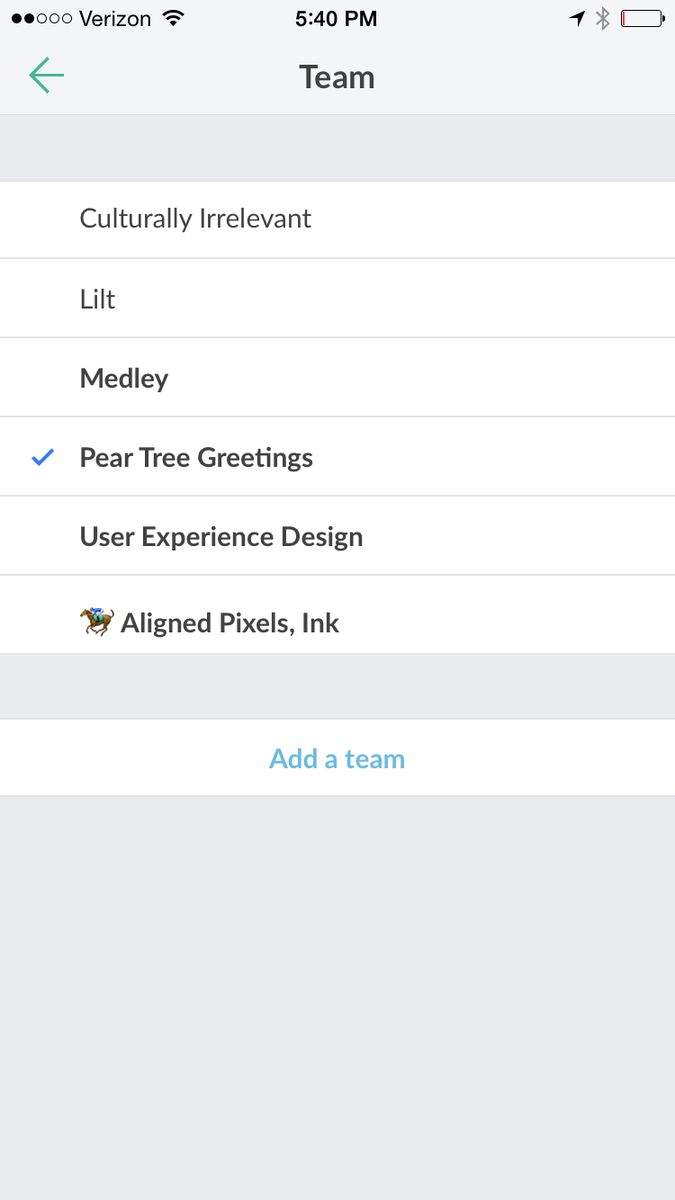 Verizon 5:40 PM
Team
Culturally Irrelevant
Lilt
Medley
Pear Tree Greetings
User Experience Design
🏇 Aligned Pixels, Ink
Add a team